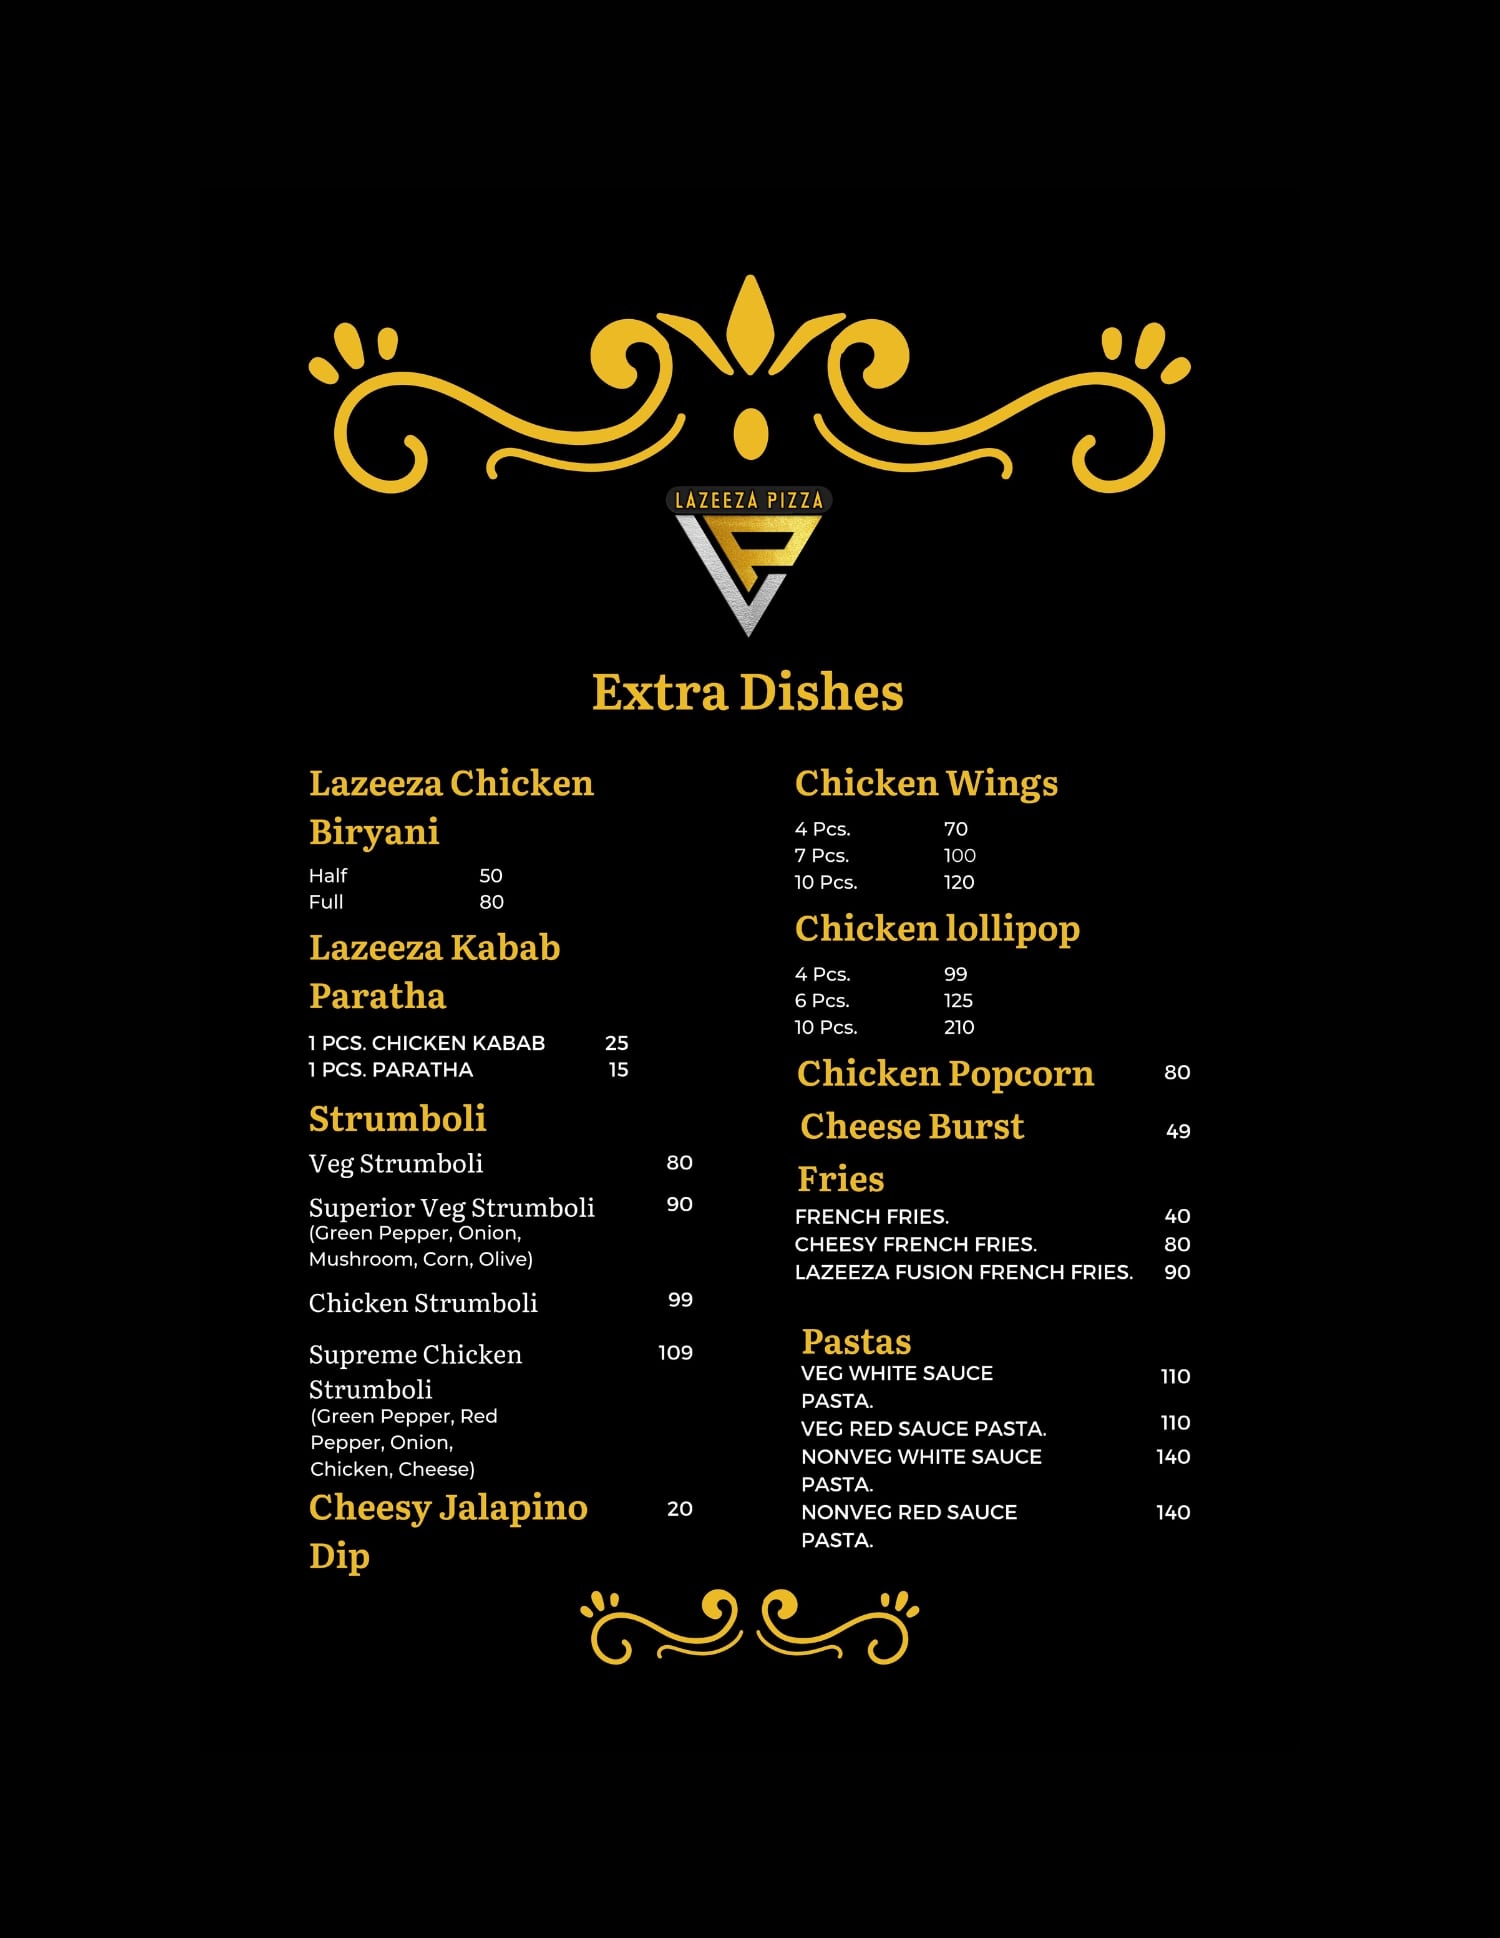 LAZEEZA PIZZA
Extra Dishes
Lazeeza Chicken
Biryani
Half 50
Full 80
Lazeeza Kabab
Paratha
1 PCS. CHICKEN KABAB 25
1 PCS. PARATHA 15
Strumboli
Veg Strumboli 80
Superior Veg Strumboli 90
(Green Pepper, Onion,
Mushroom, Corn, Olive)
Chicken Strumboli 99
Supreme Chicken 109
Strumboli
(Green Pepper, Red
Pepper, Onion,
Chicken, Cheese)
Cheesy Jalapino 20
Dip
Chicken Wings
4 Pcs. 70
7 Pcs. 100
10 Pcs. 120
Chicken lollipop
4 Pcs. 99
6 Pcs. 125
10 Pcs. 210
Chicken Popcorn 80
Cheese Burst 49
Fries
FRENCH FRIES. 40
CHEESY FRENCH FRIES. 80
LAZEEZA FUSION FRENCH FRIES. 90
Pastas
VEG WHITE SAUCE 110
PASTA.
VEG RED SAUCE PASTA. 110
NONVEG WHITE SAUCE 140
PASTA.
NONVEG RED SAUCE 140
PASTA.